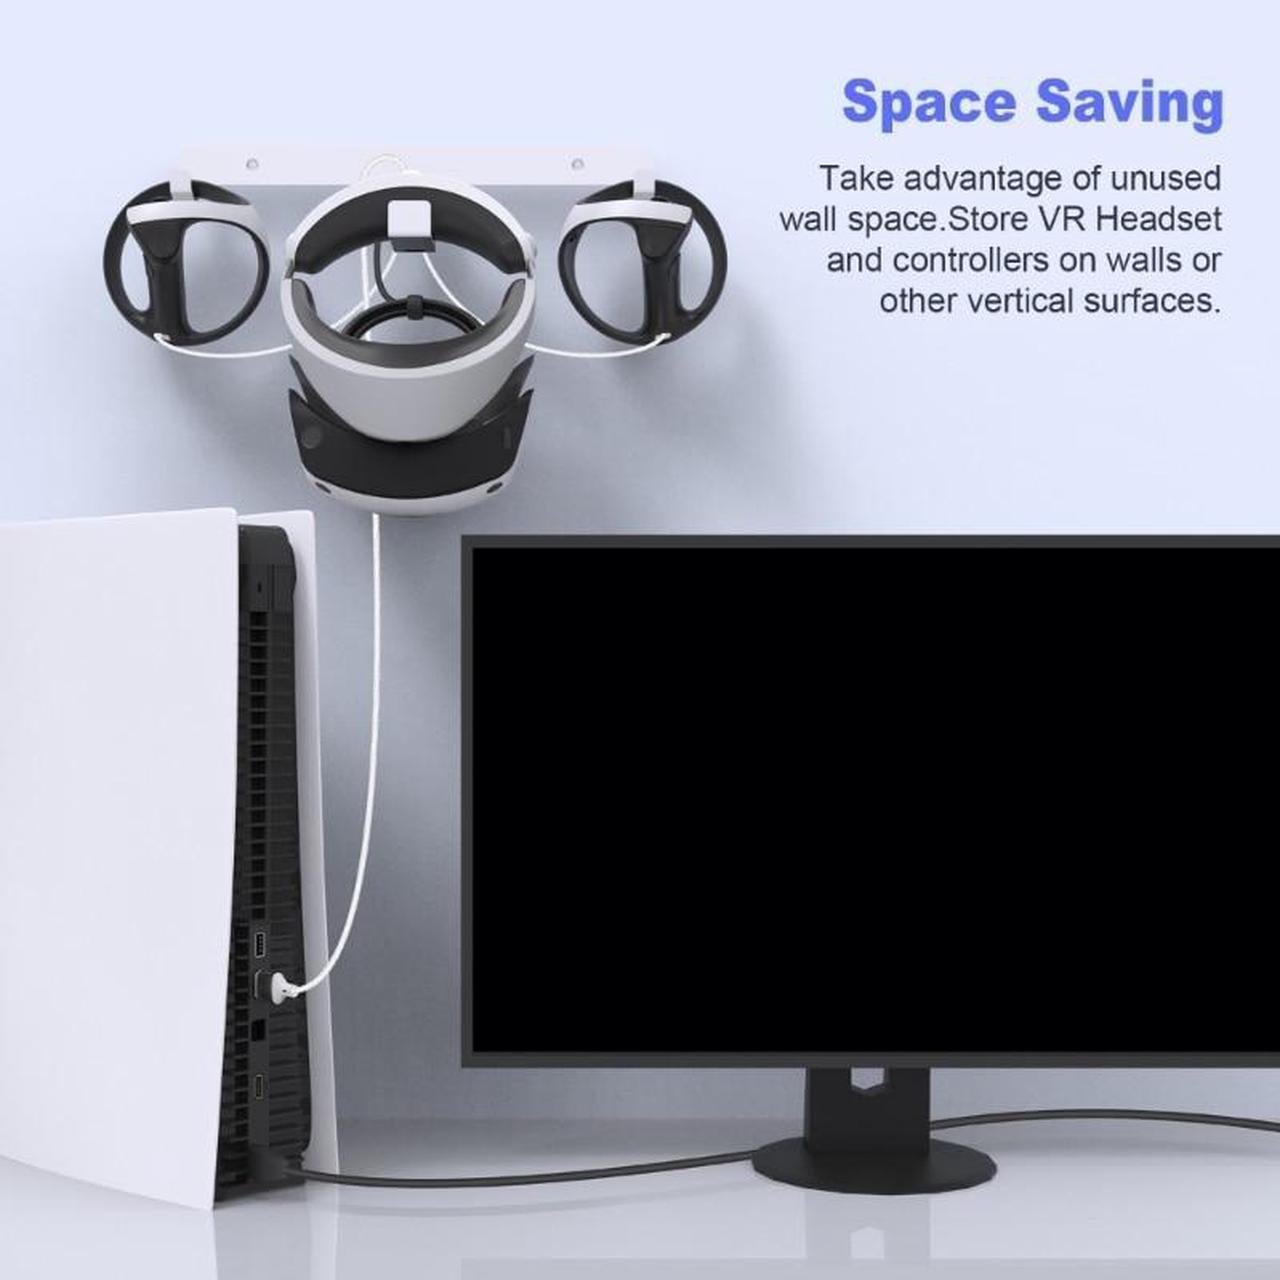 Space Saving
Take advantage of unused
wall space.Store VR Headset
and controllers on walls or
other vertical surfaces.